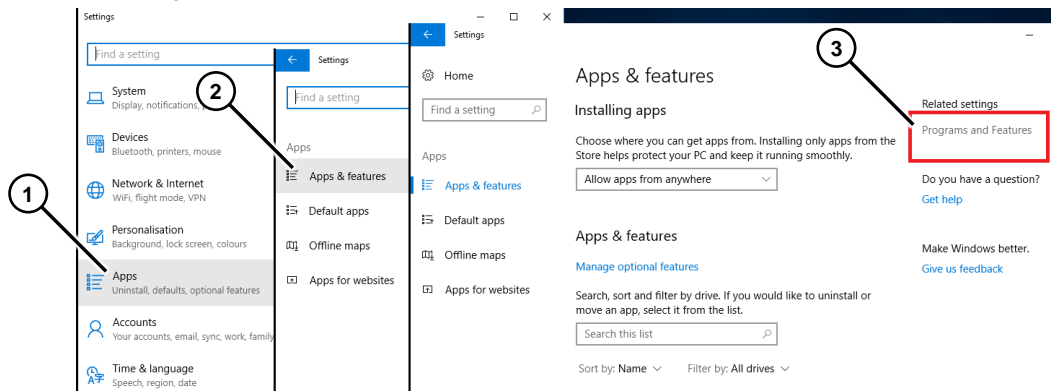 Settings
Find a setting
System
Display, notifications,
Devices
Bluetooth, printers, mouse
Network & Internet
WiFi, flight mode, VPN
Personalisation
Background, lock screen, colours
Apps
Uninstall, defaults, optional features
Accounts
Your accounts, email, sync, work, family
Time & language
Speech, region, date
1
Settings
Find a setting
2
Apps
Apps & features
Default apps
Offline maps
Apps for websites
Settings
Home
Find a setting
Apps
Apps & features
Default apps
Offline maps
Apps for websites
3
Apps & features
Installing apps
Choose where you can get apps from. Installing only apps from the
Store helps protect your PC and keep it running smoothly.
Allow apps from anywhere
Apps & features
Manage optional features
Search, sort and filter by drive. If you would like to uninstall or
move an app, select it from the list.
Search this list
Sort by: Name Filter by: All drives
Related settings
Programs and Features
Do you have a question?
Get help
Make Windows better.
Give us feedback